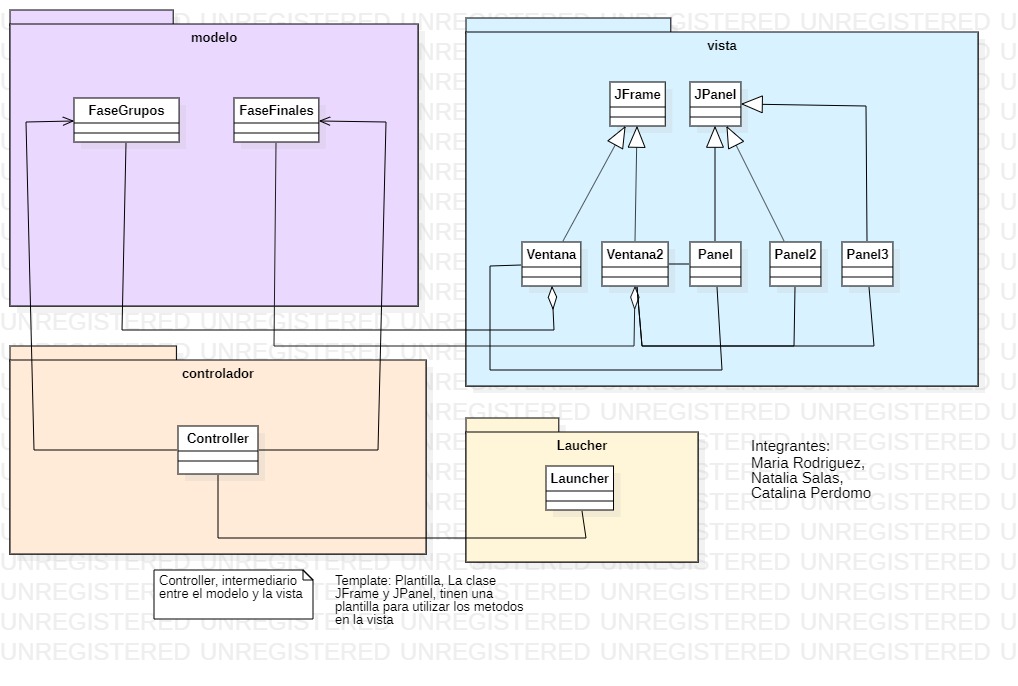 modelo
FaseGrupos
FaseFinales
vista
JFrame
JPanel
Ventana
Ventana2
Panel
Panel2
Panel3
controlador
Controller
Laucher
Launcher
Integrantes:
Maria Rodriguez,
Natalia Salas,
Catalina Perdomo
Controller, intermediario
entre el modelo y la vista
Template: Plantilla, La clase
JFrame y JPanel, tinen una
plantilla para utilizar los metodos
en la vista
UNREGISTERED UNREGISTERED UNREGISTERED UNREGISTERED UNREGISTERED